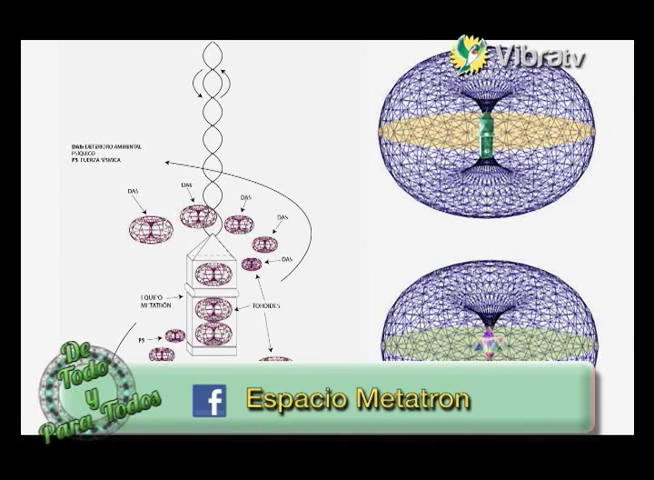 Vibratv
DAS: DETERIORO AMBIENTAL
PSÍQUICO
PS: FUERZA SÍSMICA
DAS
DAS
DAS
DAS
DAS
EQUIPO
METATRÓN
TOROIDES
PS
De
Todo
y
Para Todos
f
Espacio Metatron